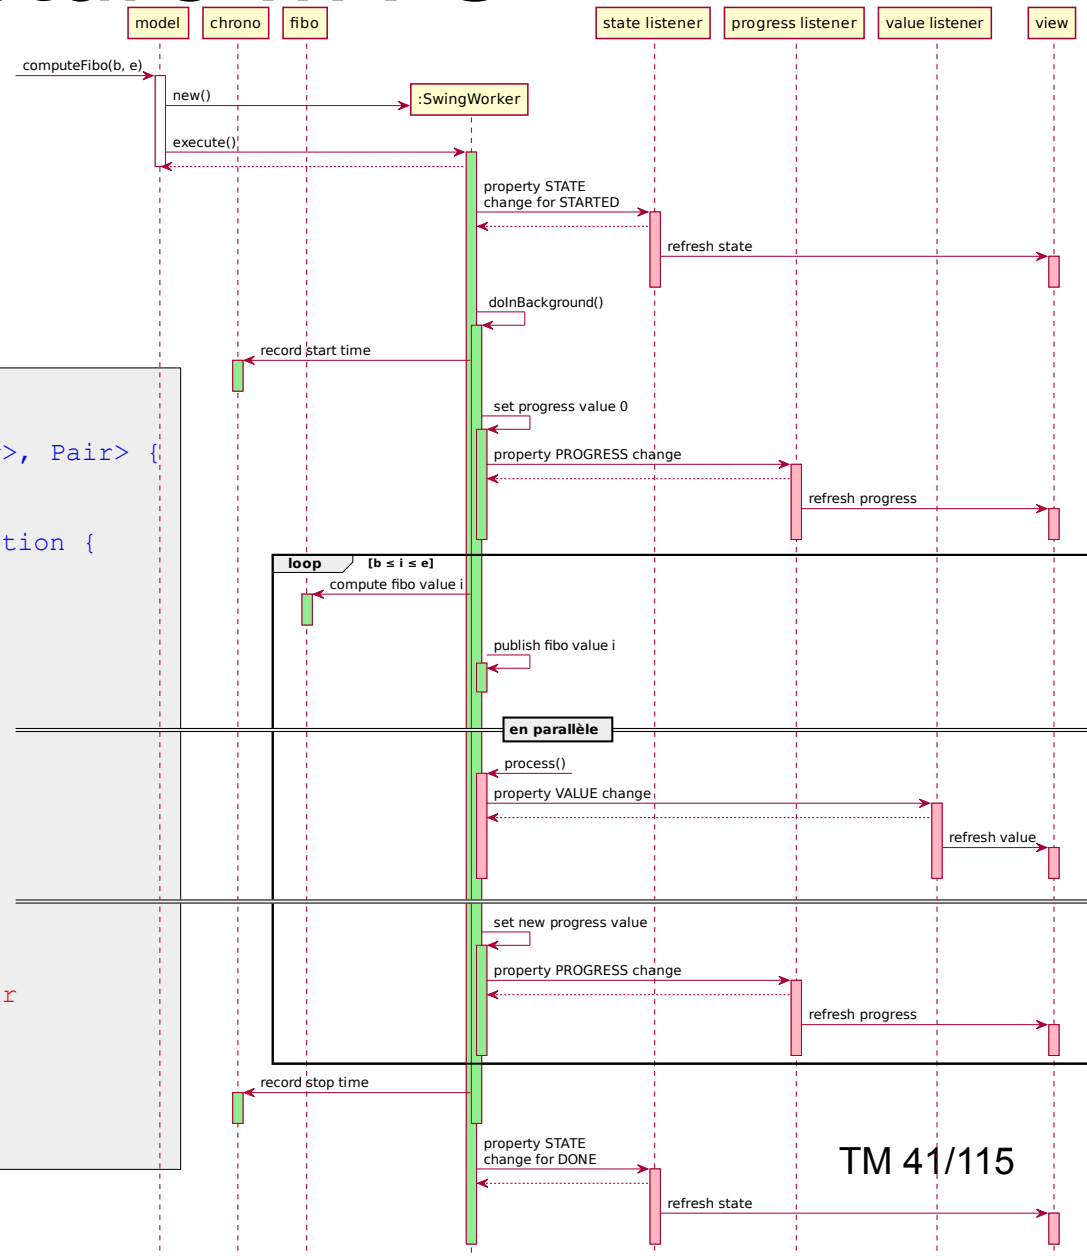 model
chrono
fibo
state listener
progress listener
value listener
view
computeFibo(b, e)
new()
:SwingWorker
execute()
property STATE
change for STARTED
refresh state
doInBackground()
record start time
set progress value 0
>, Pair> {
property PROGRESS change
refresh progress
tion {
loop [b ≤ i ≤ e]
compute fibo value i
publish fibo value i
en parallèle
process()
property VALUE change
refresh value
set new progress value
property PROGRESS change
r
refresh progress
record stop time
property STATE
change for DONE
TM 41/115
refresh state